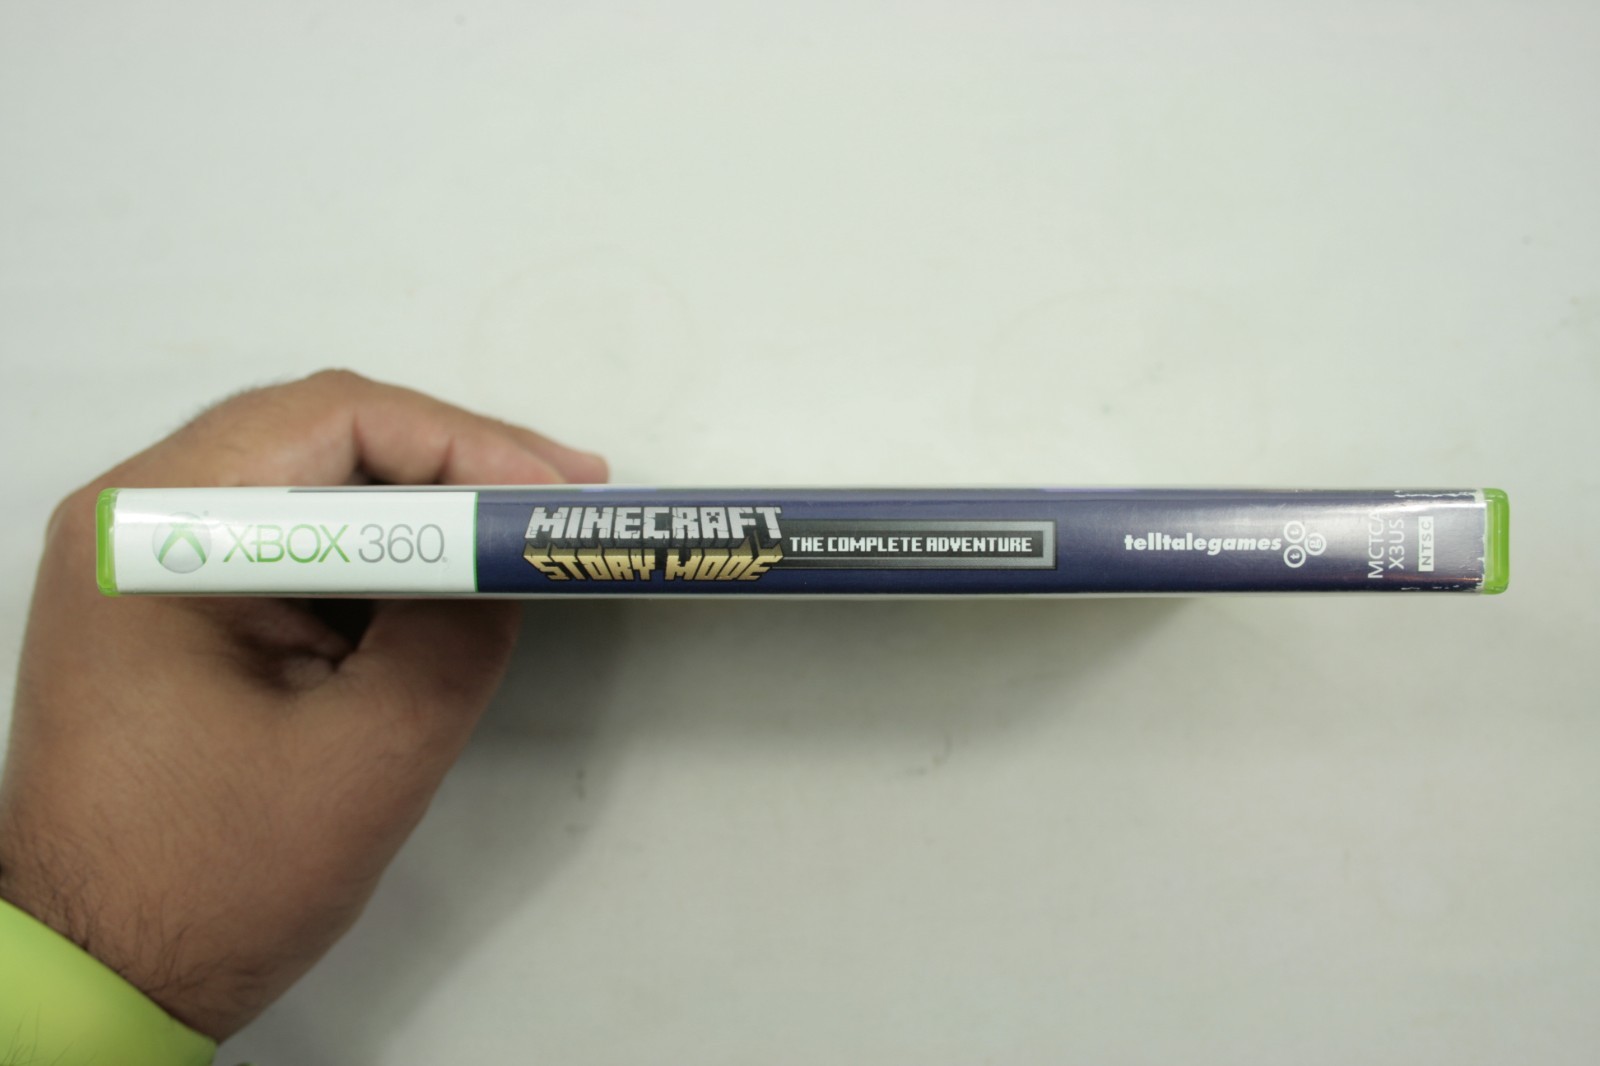 XBOX 360
MINECRAFT
STORY MODE
THE COMPLETE ADVENTURE
telltalegames
t t g
MCTCA
X3US
NTSC